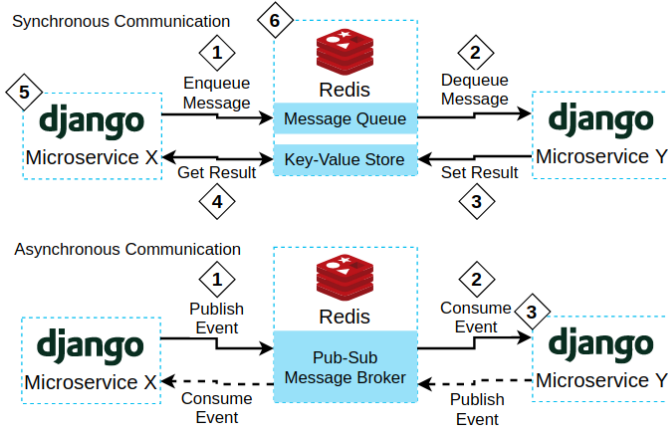 Synchronous Communication
6
1
2
Enqueue
Message
Redis
Dequeue
Message
5
django
Microservice X
Message Queue
Key-Value Store
django
Microservice Y
Get Result
Set Result
4
3
Asynchronous Communication
1
2
Publish
Event
Redis
Consume
Event
3
django
Microservice X
Pub-Sub
Message Broker
django
Microservice Y
Consume
Event
Publish
Event